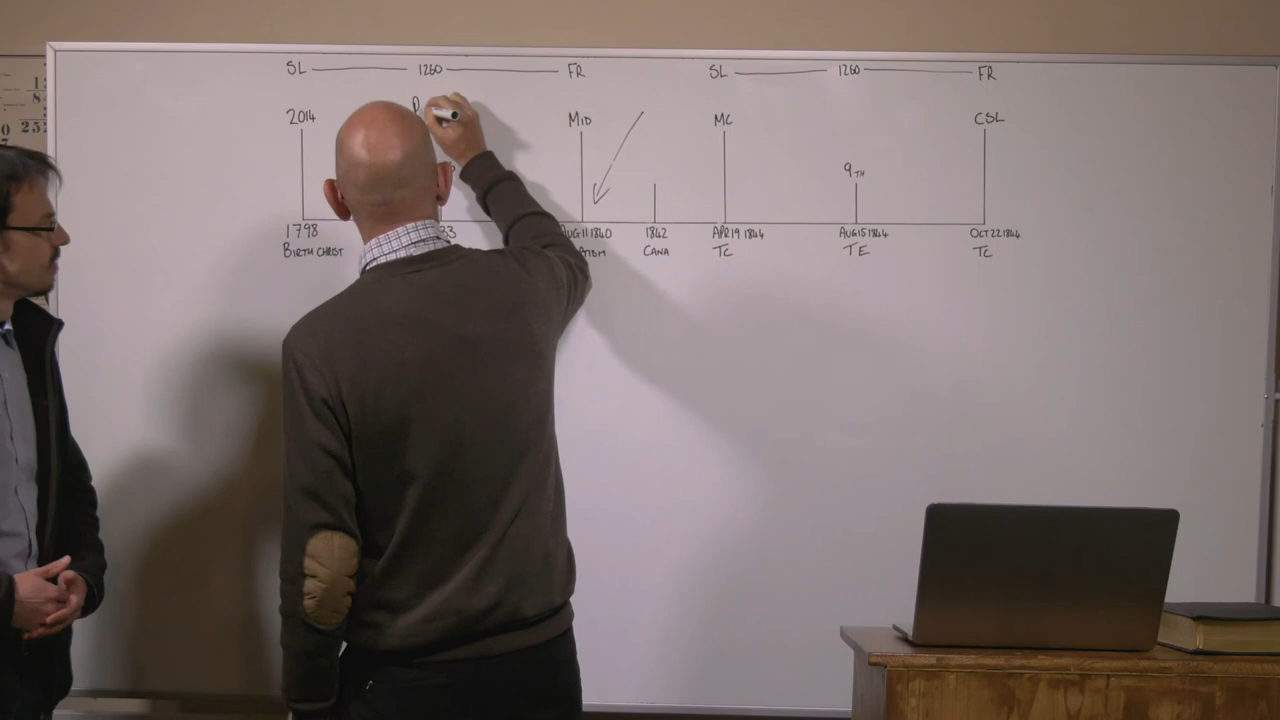 SL 1260 FR SL 1260 FR
2014 P MID MC CSL
9TH
1798 33 AUG 11 1840 1842 APR 19 1844 AUG 15 1844 OCT 22 1844
BIRTH CHRIST CANA TC TE TC